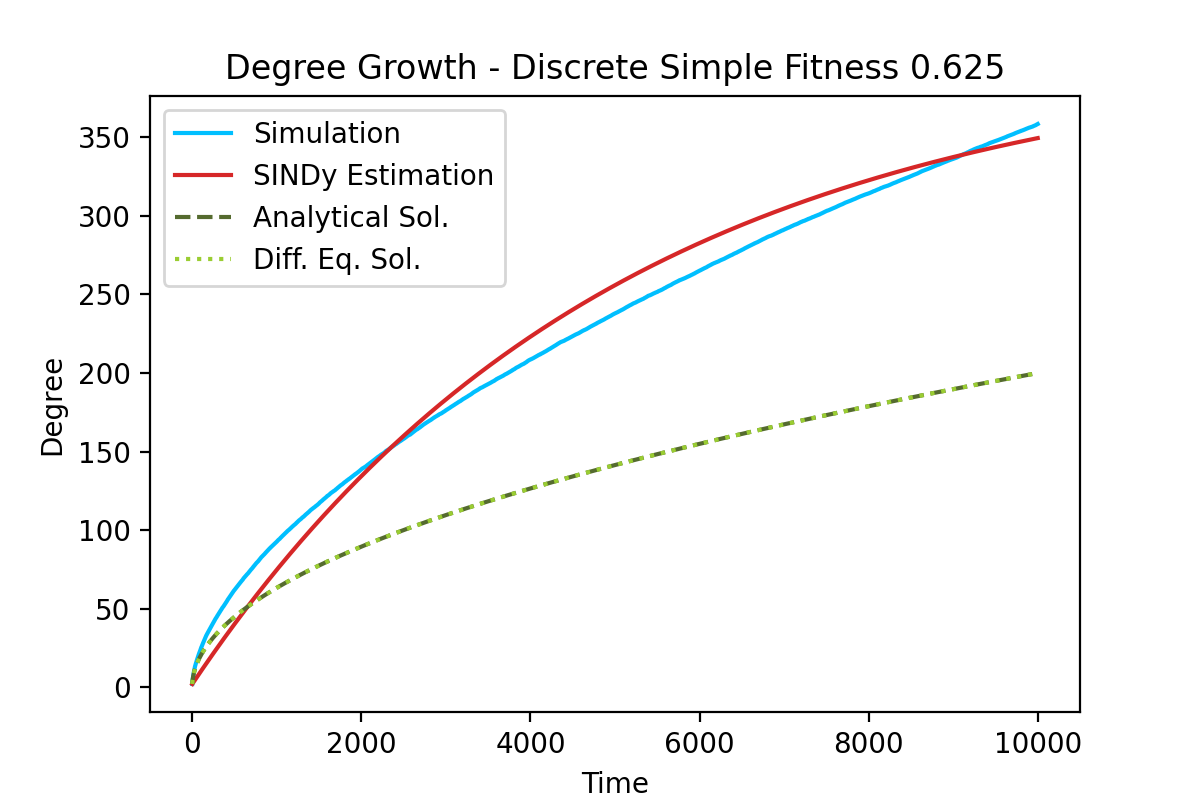 Degree Growth - Discrete Simple Fitness 0.625
Simulation
SINDy Estimation
Analytical Sol.
Diff. Eq. Sol.
Degree
350
300
250
200
150
100
50
0
0 2000 4000 6000 8000 10000
Time